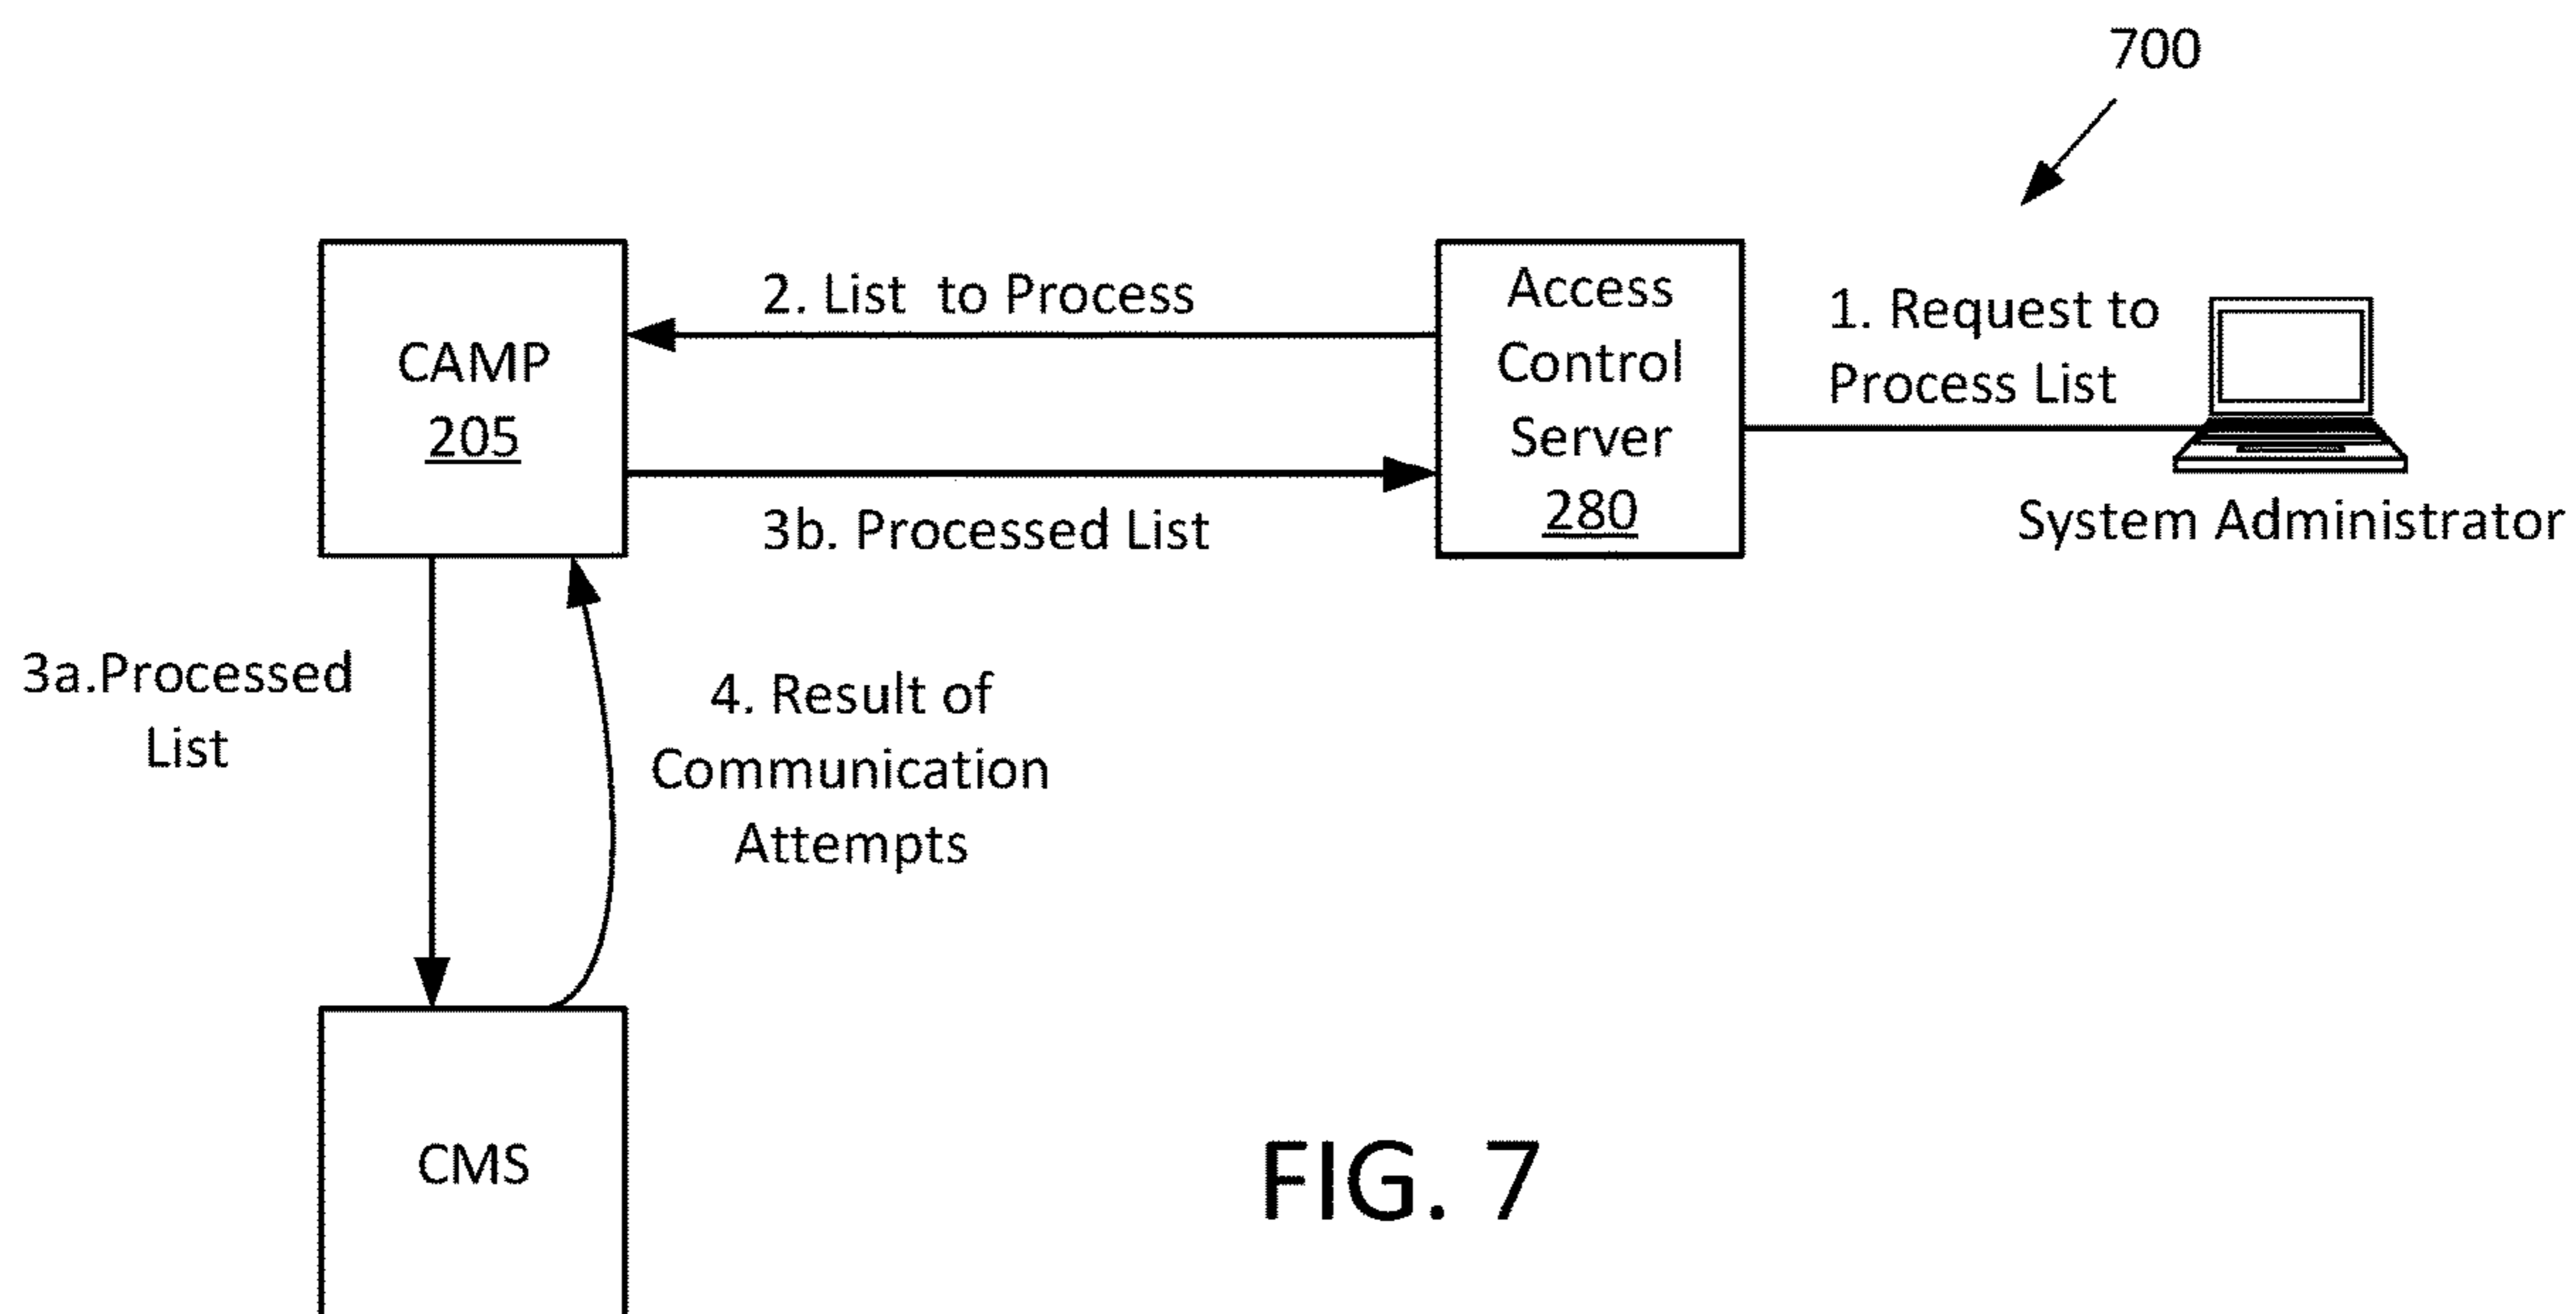 700
CAMP
205
2. List  to Process
3b. Processed List
Access
Control
Server
280
1. Request to
Process List
System Administrator
3a.Processed
List
4. Result of
Communication
Attempts
CMS
FIG. 7